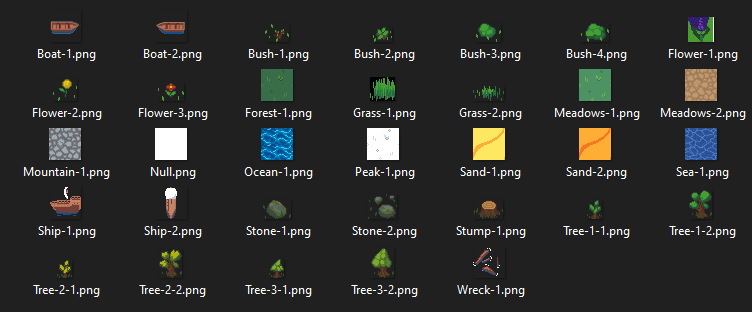 Boat-1.png Boat-2.png Bush-1.png Bush-2.png Bush-3.png Bush-4.png Flower-1.png
Flower-2.png Flower-3.png Forest-1.png Grass-1.png Grass-2.png Meadows-1.png Meadows-2.png
Mountain-1.png Null.png Ocean-1.png Peak-1.png Sand-1.png Sand-2.png Sea-1.png
Ship-1.png Ship-2.png Stone-1.png Stone-2.png Stump-1.png Tree-1-1.png Tree-1-2.png
Tree-2-1.png Tree-2-2.png Tree-3-1.png Tree-3-2.png Wreck-1.png